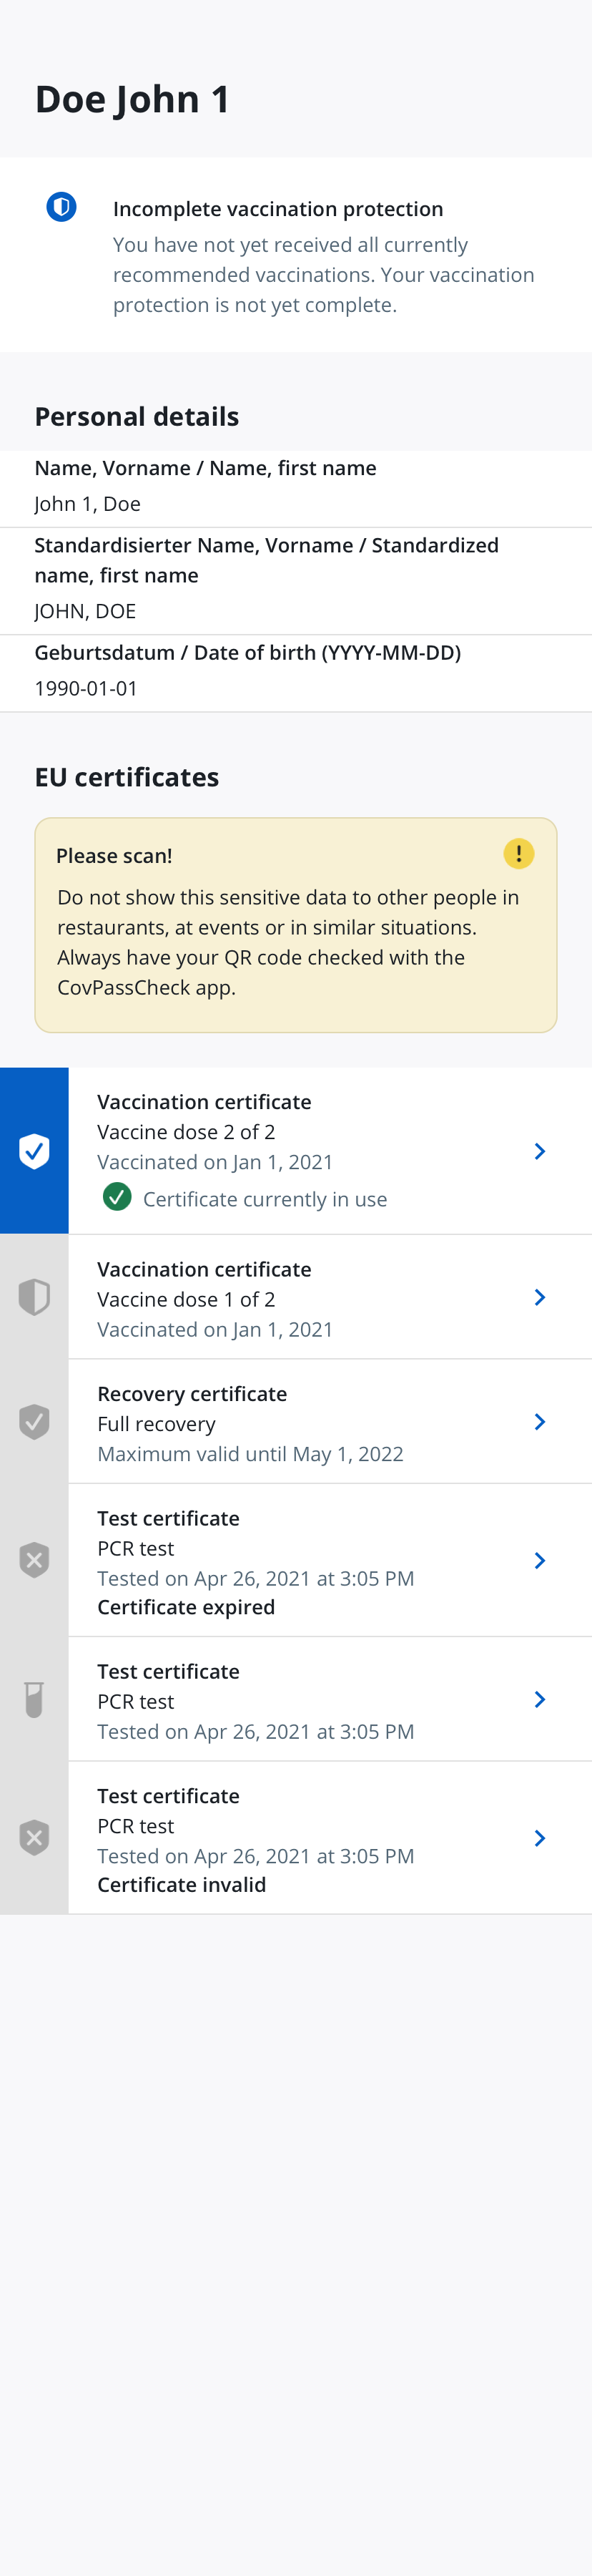 Doe John 1
Incomplete vaccination protection
You have not yet received all currently
recommended vaccinations. Your vaccination
protection is not yet complete.
Personal details
Name, Vorname / Name, first name
John 1, Doe
Standardisierter Name, Vorname / Standardized
name, first name
JOHN, DOE
Geburtsdatum / Date of birth (YYYY-MM-DD)
1990-01-01
EU certificates
Please scan!
Do not show this sensitive data to other people in
restaurants, at events or in similar situations.
Always have your QR code checked with the
CovPassCheck app.
Vaccination certificate
Vaccine dose 2 of 2
Vaccinated on Jan 1, 2021
Certificate currently in use
Vaccination certificate
Vaccine dose 1 of 2
Vaccinated on Jan 1, 2021
Recovery certificate
Full recovery
Maximum valid until May 1, 2022
Test certificate
PCR test
Tested on Apr 26, 2021 at 3:05 PM
Certificate expired
Test certificate
PCR test
Tested on Apr 26, 2021 at 3:05 PM
Test certificate
PCR test
Tested on Apr 26, 2021 at 3:05 PM
Certificate invalid